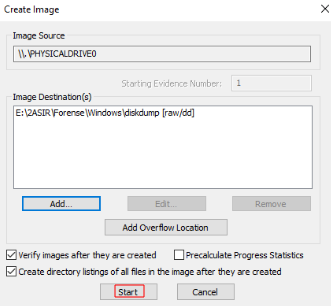 Create Image
Image Source
\\.\PHYSICALDRIVE0
Starting Evidence Number:
1
Image Destination(s)
E:\2ASIR\Forense\Windows\diskdump [raw/dd]
Add...
Edit...
Remove
Add Overflow Location
Verify images after they are created
Precalculate Progress Statistics
Create directory listings of all files in the image after they are created
Start
Cancel